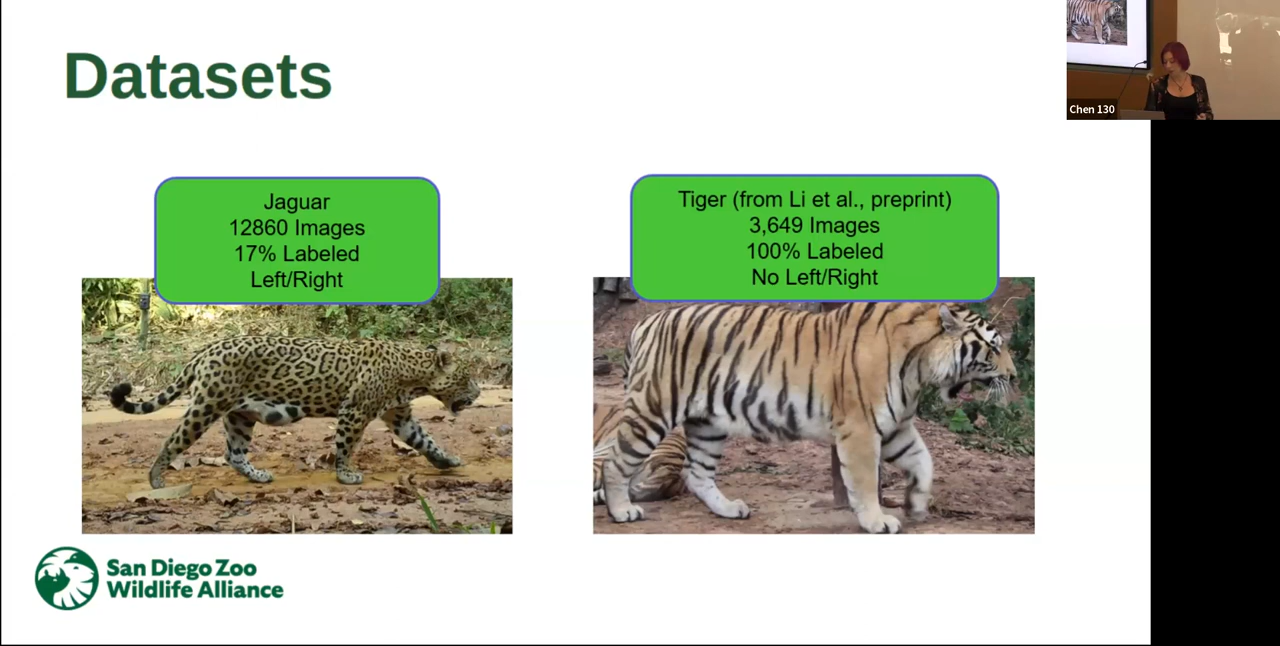 Datasets
Chen 130
Jaguar
12860 Images
17% Labeled
Left/Right
Tiger (from Li et al., preprint)
3,649 Images
100% Labeled
No Left/Right
San Diego Zoo
Wildlife Alliance